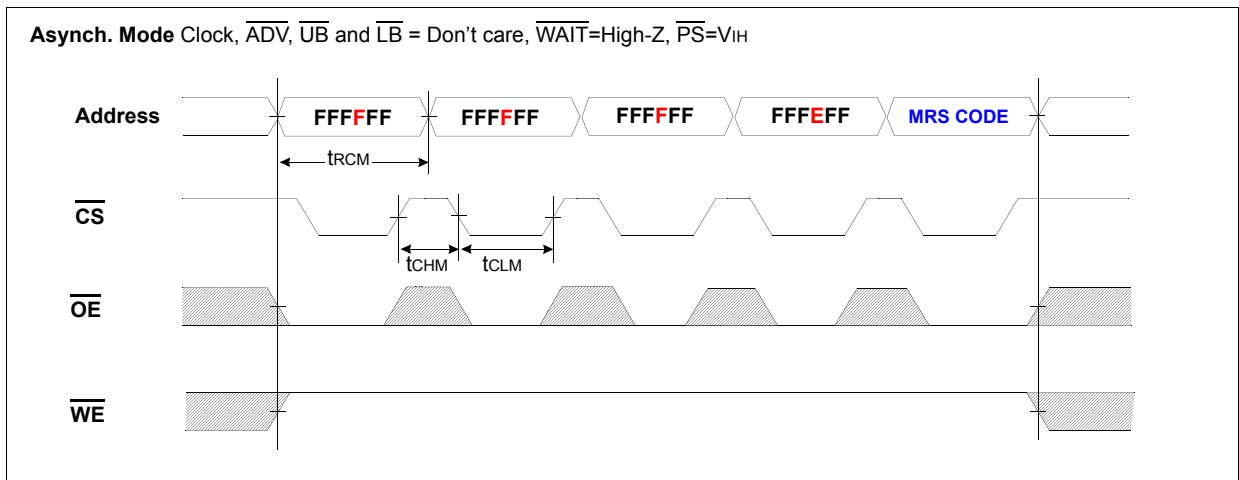 Asynch. Mode Clock, ADV, UB and LB = Don't care, WAIT=High-Z, PS=VIH
Address FFFFFF FFFFFF FFFFFF FFFEFF MRS CODE
tRCM
CS
tCHM tCLM
OE
WE